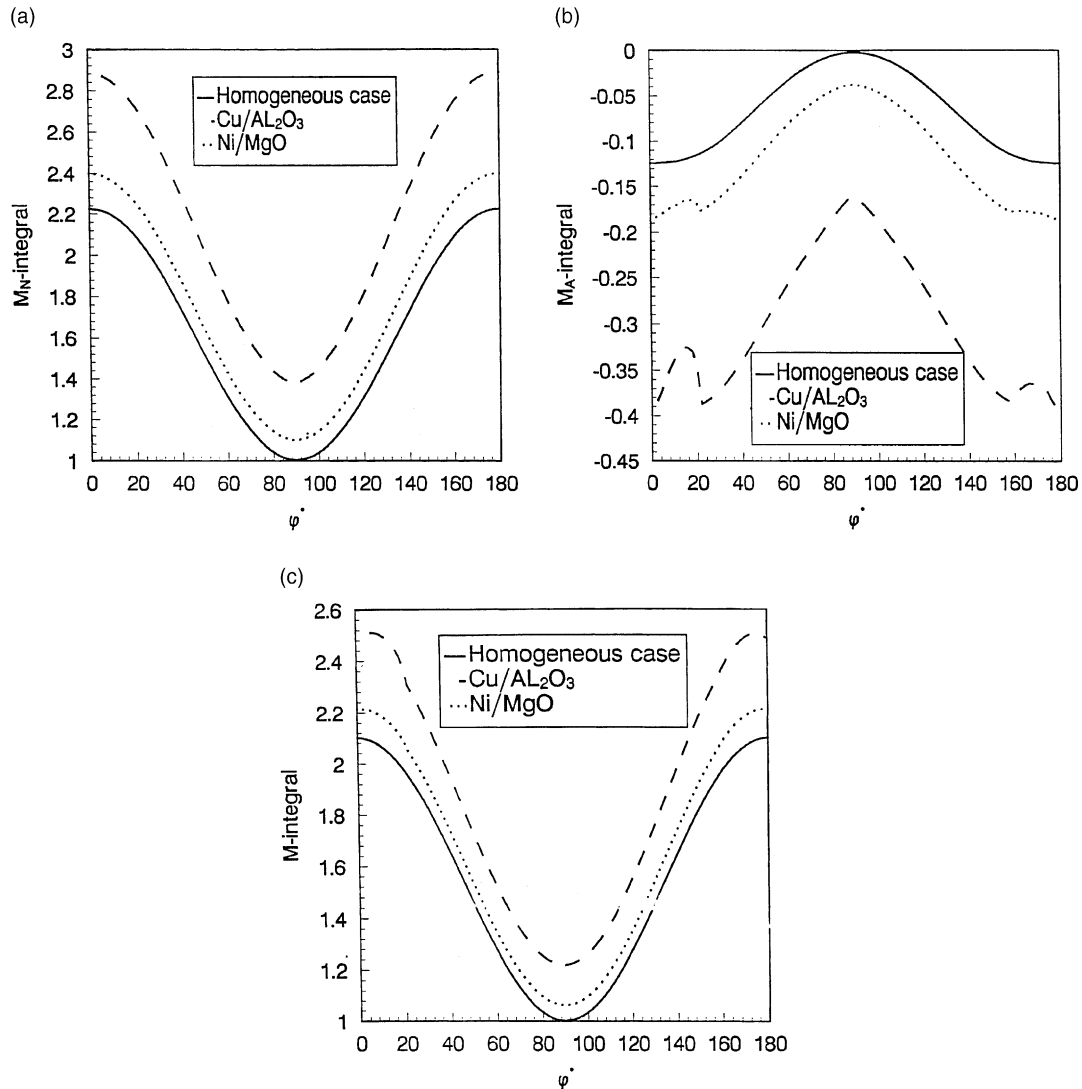 (a)
3
2.8
2.6
2.4
2.2
2
1.8
1.6
1.4
1.2
1
M_N-integral
Homogeneous case
Cu/AL₂O₃
Ni/MgO
0 20 40 60 80 100 120 140 160 180
φ*
(b)
0
-0.05
-0.1
-0.15
-0.2
-0.25
-0.3
-0.35
-0.4
-0.45
M_A-integral
Homogeneous case
Cu/AL₂O₃
Ni/MgO
0 20 40 60 80 100 120 140 160 180
φ*
(c)
2.6
2.4
2.2
2
1.8
1.6
1.4
1.2
1
M-integral
Homogeneous case
Cu/AL₂O₃
Ni/MgO
0 20 40 60 80 100 120 140 160 180
φ*